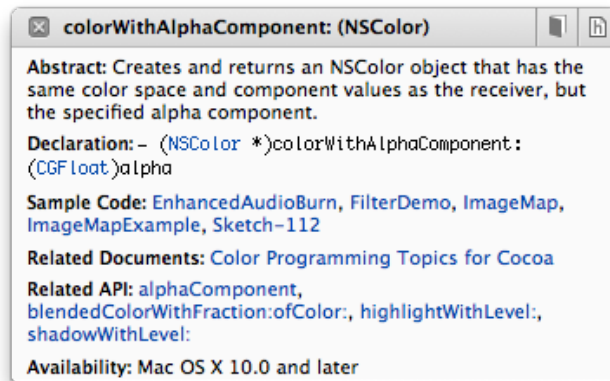 colorWithAlphaComponent: (NSColor)
h
Abstract: Creates and returns an NSColor object that has the
same color space and component values as the receiver, but
the specified alpha component.
Declaration: – (NSColor *)colorWithAlphaComponent:
(CGFloat)alpha
Sample Code: EnhancedAudioBurn, FilterDemo, ImageMap,
ImageMapExample, Sketch-112
Related Documents: Color Programming Topics for Cocoa
Related API: alphaComponent,
blendedColorWithFraction:ofColor:, highlightWithLevel:,
shadowWithLevel:
Availability: Mac OS X 10.0 and later